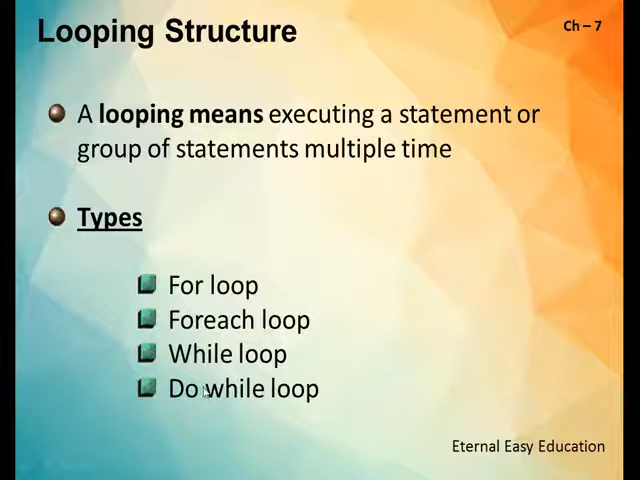 Looping Structure
Ch – 7
A looping means executing a statement or
group of statements multiple time
Types
For loop
Foreach loop
While loop
Do while loop
Eternal Easy Education